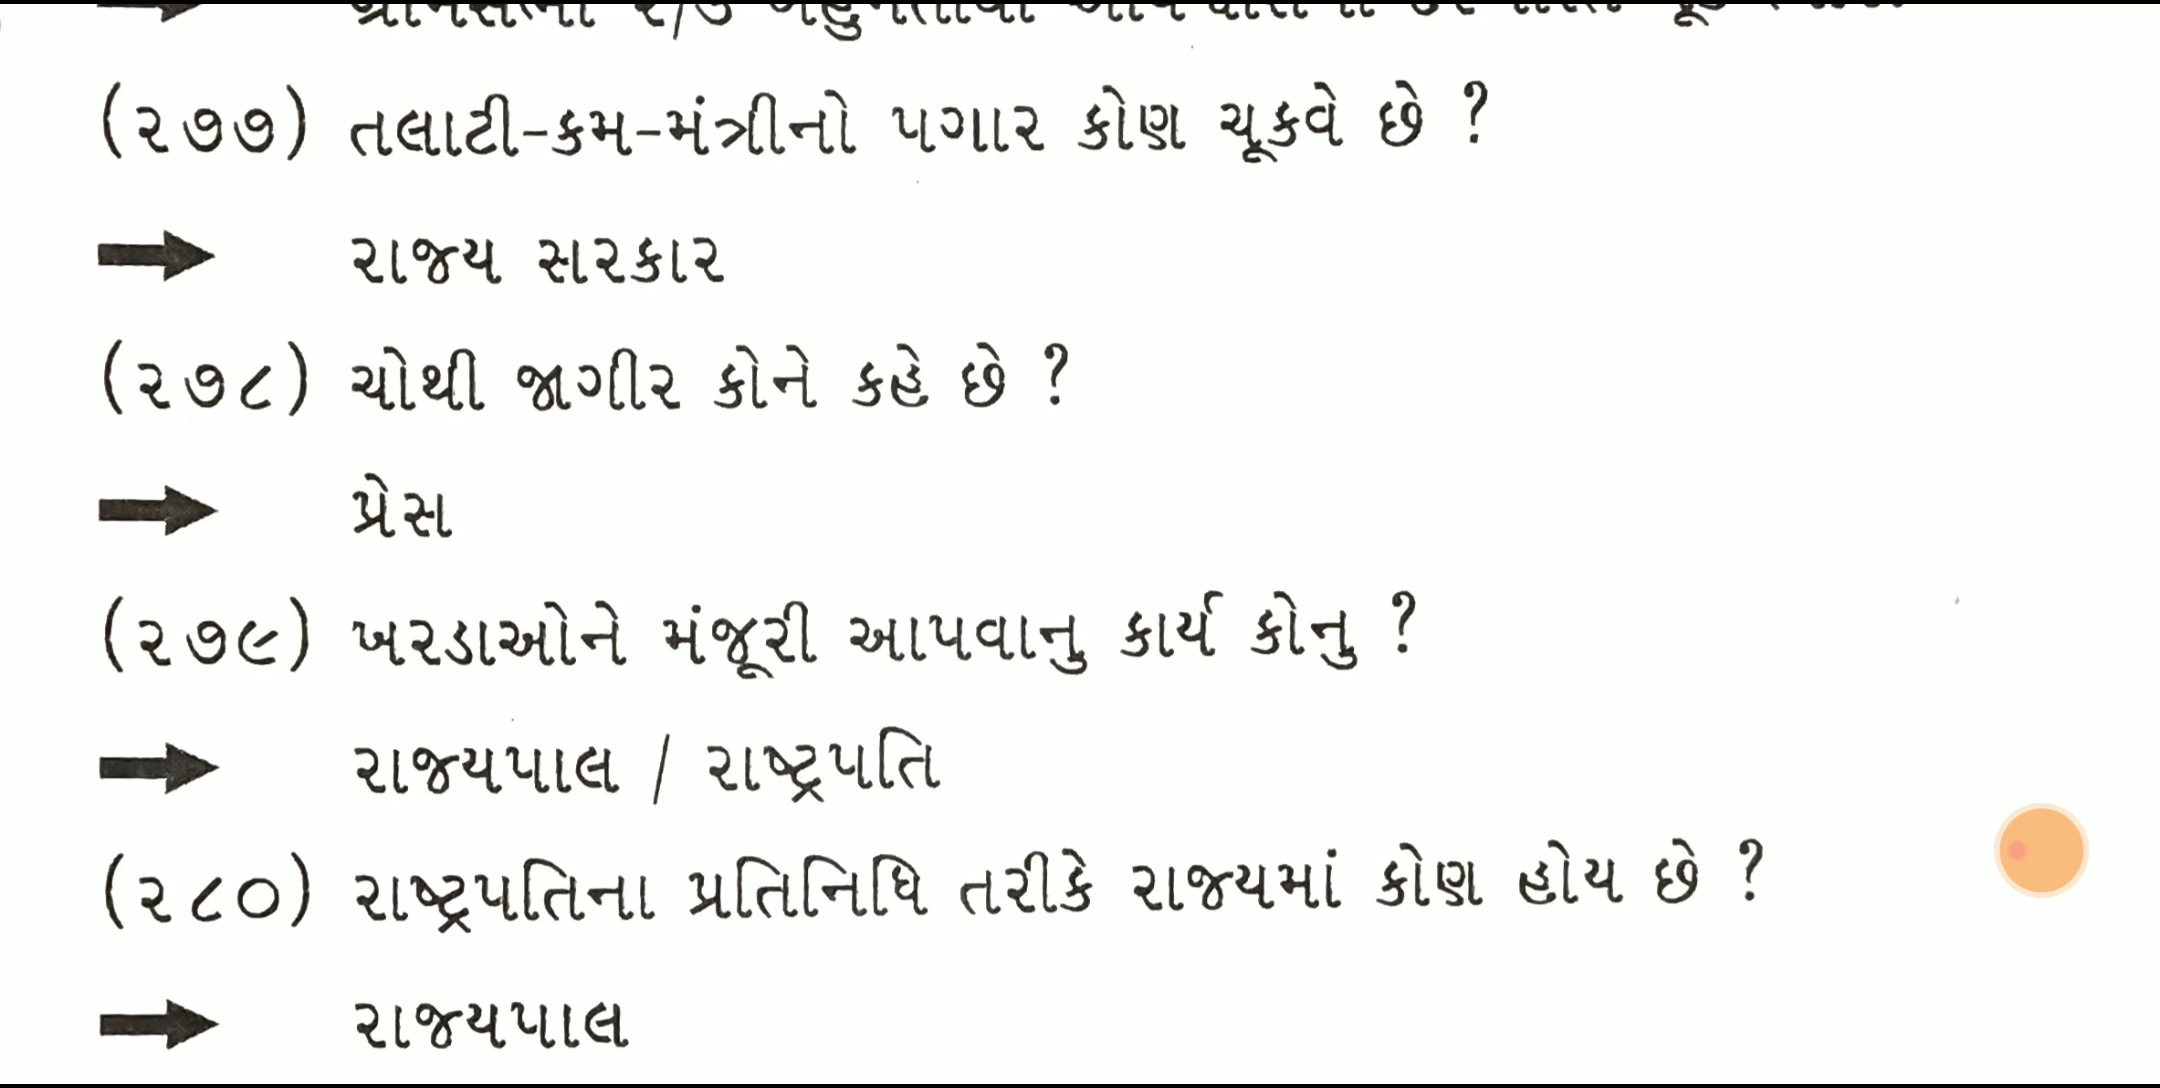 (૨૭૭) તલાટી-કમ-મંત્રીનો પગાર કોણ ચૂકવે છે ?
➡ રાજ્ય સરકાર
(૨૭૮) ચોથી જાગીર કોને કહે છે ?
➡ પ્રેસ
(૨૭૯) ખરડાઓને મંજૂરી આપવાનુ કાર્ય કોનુ ?
➡ રાજ્યપાલ / રાષ્ટ્રપતિ
(૨૮૦) રાષ્ટ્રપતિના પ્રતિનિધિ તરીકે રાજ્યમાં કોણ હોય છે ?
➡ રાજ્યપાલ